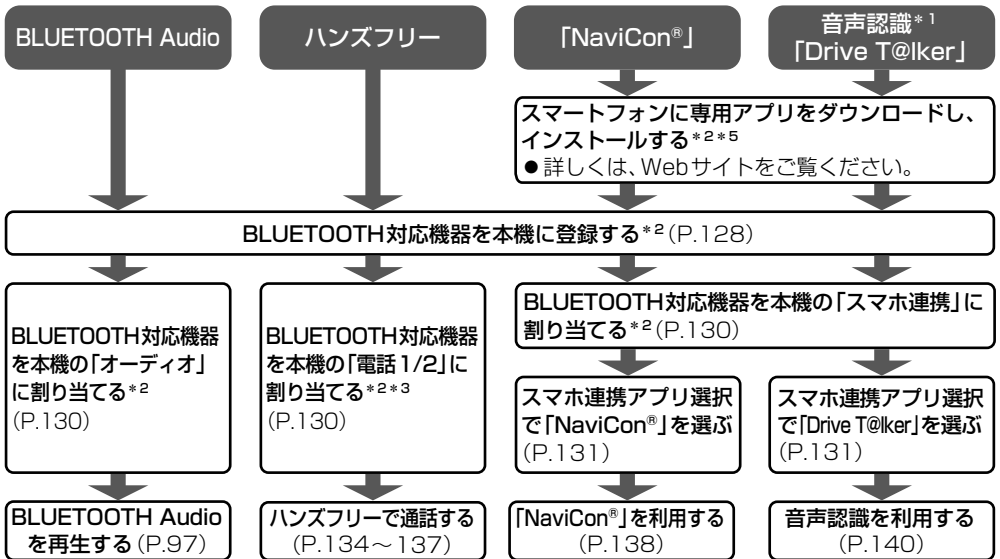 BLUETOOTH Audio
ハンズフリー
「NaviCon®」
音声認識*1
「Drive T@lker」
スマートフォンに専用アプリをダウンロードし、
インストールする*2*5
●詳しくは、Webサイトをご覧ください。
BLUETOOTH対応機器を本機に登録する*2(P.128)
BLUETOOTH対応機器
を本機の「オーディオ」
に割り当てる*2
(P.130)
BLUETOOTH対応機器
を本機の「電話1/2」に
割り当てる*2*3
(P.130)
BLUETOOTH対応機器を本機の「スマホ連携」に
割り当てる*2(P.130)
スマホ連携アプリ選択
で「NaviCon®」を選ぶ
(P.131)
スマホ連携アプリ選択
で「Drive T@lker」を選ぶ
(P.131)
BLUETOOTH Audio
を再生する(P.97)
ハンズフリーで通話する
(P.134~137)
「NaviCon®」を利用する
(P.138)
音声認識を利用する
(P.140)